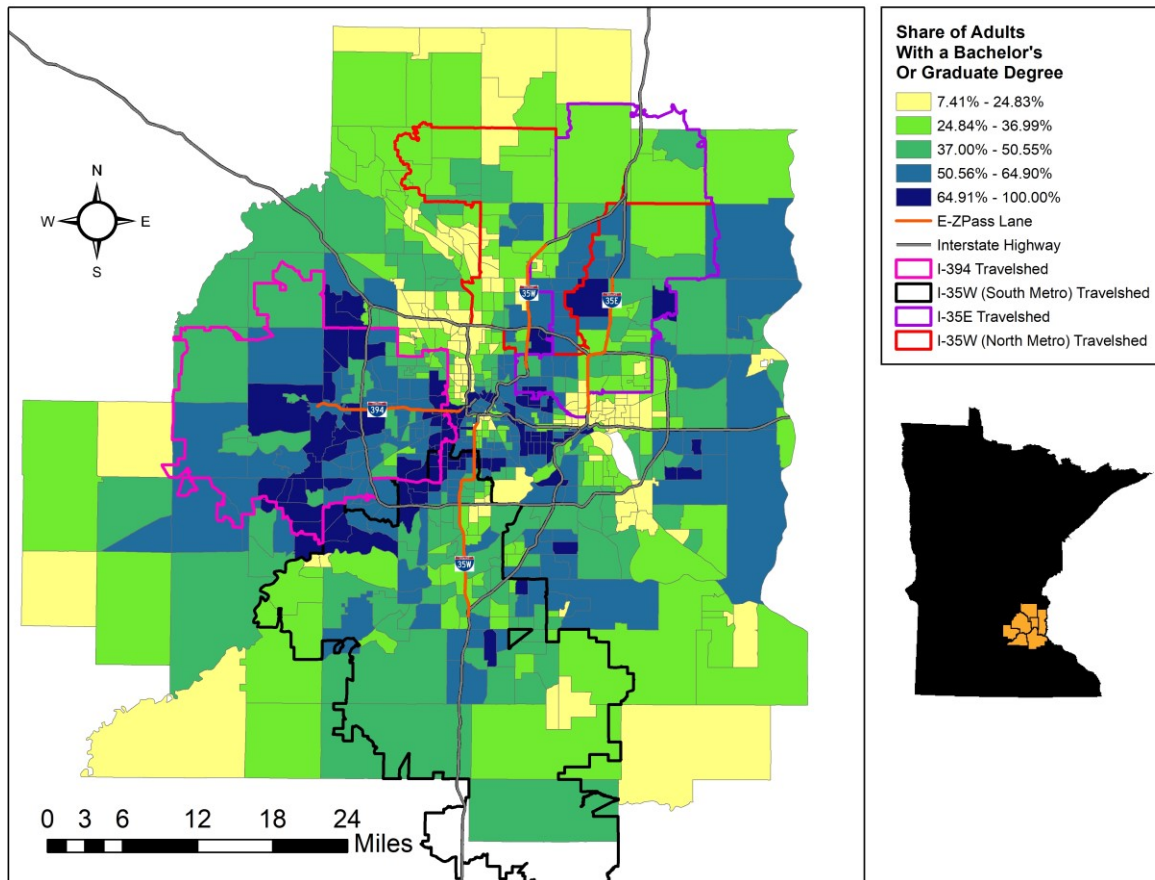 Share of Adults
With a Bachelor's
Or Graduate Degree
7.41% - 24.83%
24.84% - 36.99%
37.00% - 50.55%
50.56% - 64.90%
64.91% - 100.00%
E-ZPass Lane
Interstate Highway
I-394 Travelshed
I-35W (South Metro) Travelshed
I-35E Travelshed
I-35W (North Metro) Travelshed
N
W E
S
35W
35E
394
35W
0 3 6 12 18 24
Miles